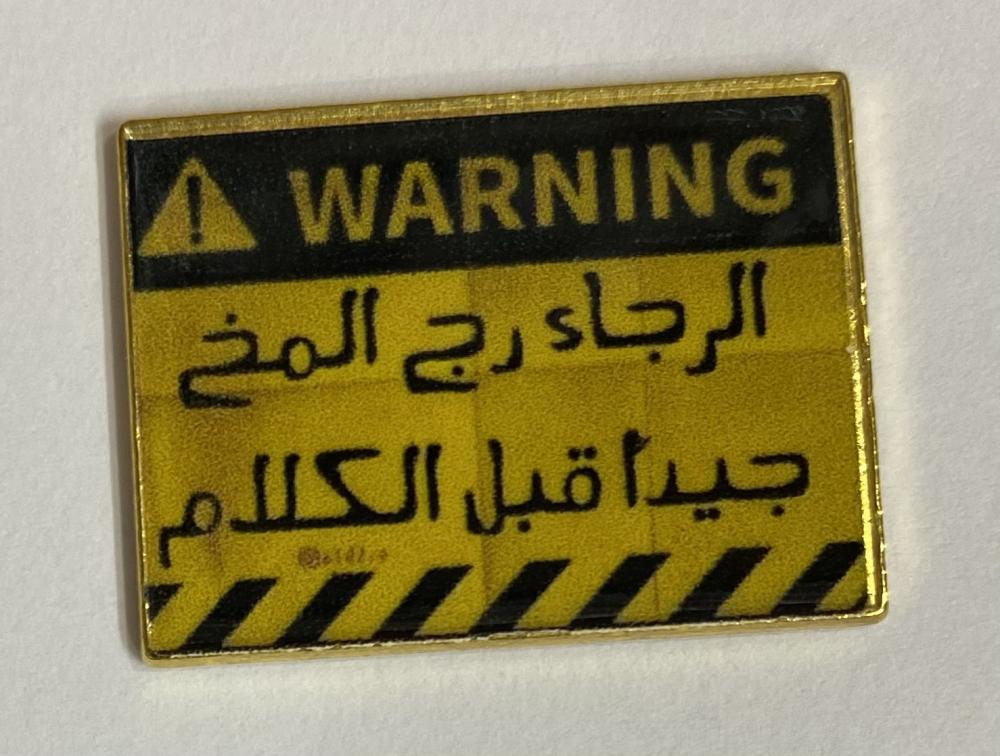 WARNING
الرجاء رج المخ
جيداً قبل الكلام